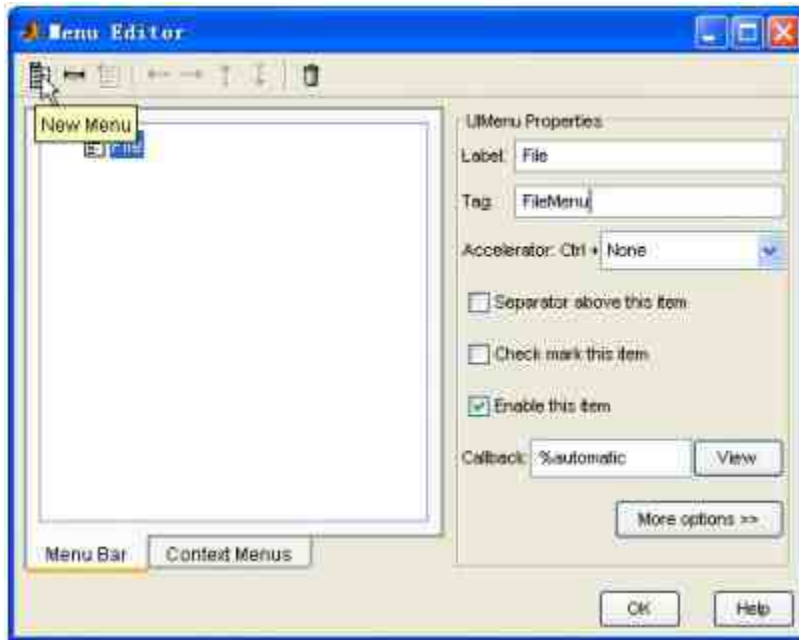 Menu Editor
New Menu
File
UIMenu Properties
Label: File
Tag: FileMenu
Accelerator: Ctrl + None
Separator above this item
Check mark this item
Enable this item
Callback: %automatic View
More options >>
Menu Bar Context Menus
OK Help